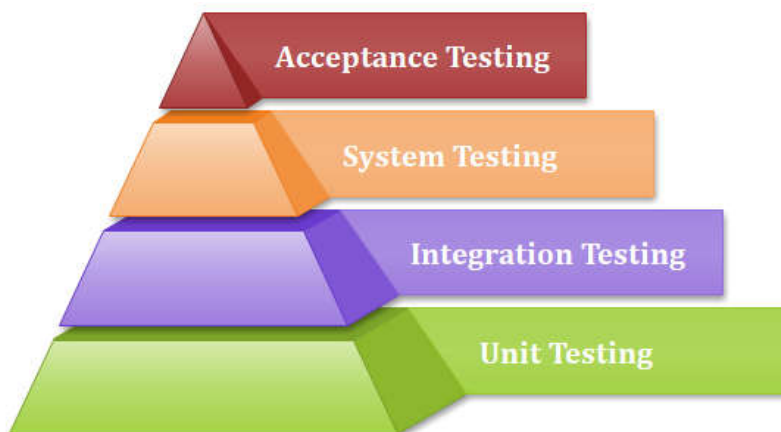 Acceptance Testing
System Testing
Integration Testing
Unit Testing